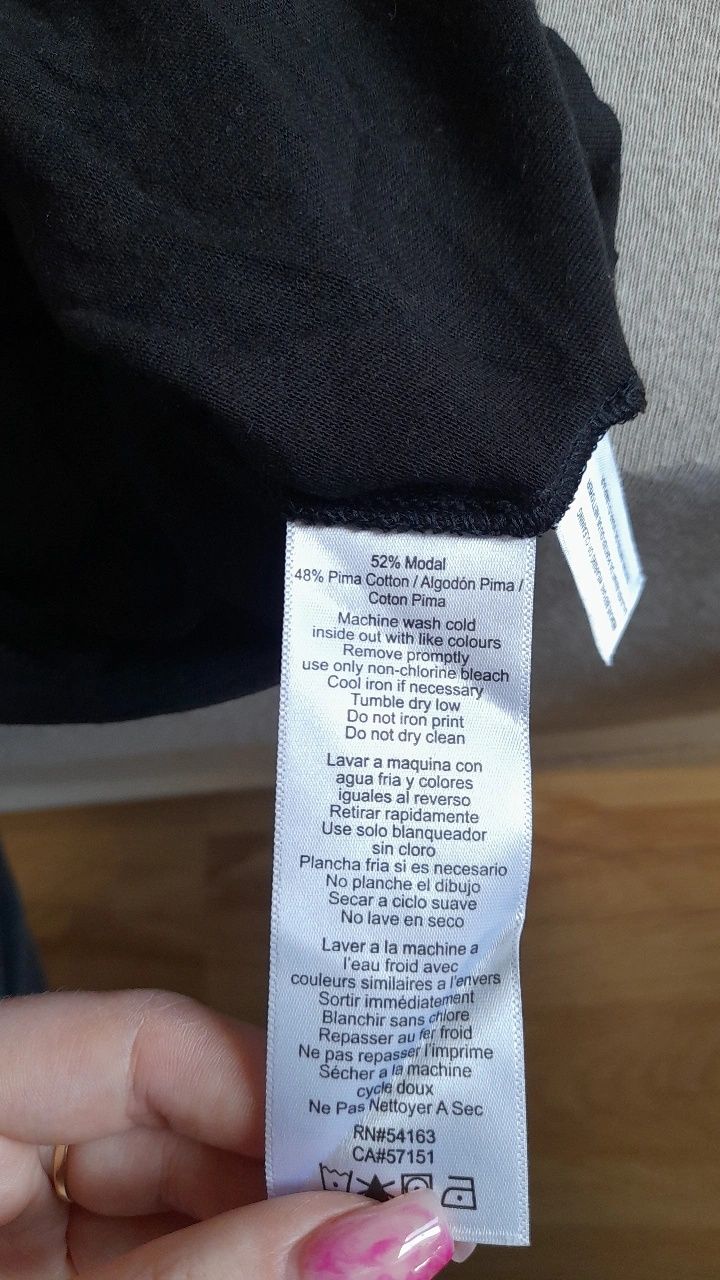 52% Modal
48% Pima Cotton / Algodón Pima /
Coton Pima
Machine wash cold
inside out with like colours
Remove promptly
use only non-chlorine bleach
Cool iron if necessary
Tumble dry low
Do not iron print
Do not dry clean
Lavar a maquina con
agua fria y colores
iguales al reverso
Retirar rapidamente
Use solo blanqueador
sin cloro
Plancha fria si es necesario
No planche el dibujo
Secar a ciclo suave
No lave en seco
Laver a la machine a
l'eau froid avec
couleurs similaires a l'envers
Sortir immédiatement
Blanchir sans chlore
Repasser au fer froid
Ne pas repasser l'imprime
Sécher a la machine
cycle doux
Ne Pas Nettoyer A Sec
RN#54163
CA#57151